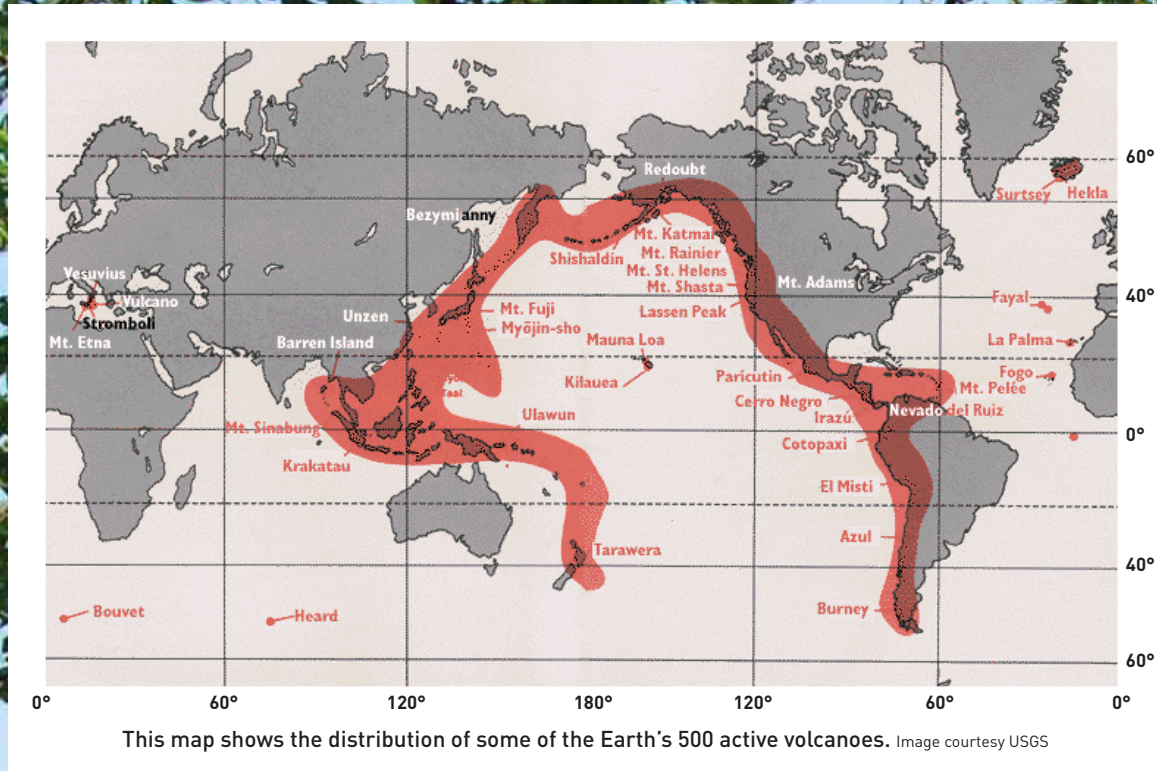 60°
Redoubt
Surtsey Hekla
Bezymianny
Mt. Katmai
Shishaldin
Mt. Rainier
Mt. St. Helens
Vesuvius
Mt. Adams
Mt. Shasta
Vulcano
Fayal
40°
Unzen
Mt. Fuji
Lassen Peak
Stromboli
Myōjin-sho
Mt. Etna
Barren Island
Mauna Loa
La Palma
Kilauea
Paricutin
Fogo
Mt. Pelée
Taal
Cerro Negro
Nevado del Ruiz
Ulawun
Irazú
Mt. Sinabung
0°
Cotopaxi
Krakatau
El Misti
20°
Azul
Tarawera
40°
Bouvet
Heard
Burney
60°
0° 60° 120° 180° 120° 60° 0°
This map shows the distribution of some of the Earth's 500 active volcanoes. Image courtesy USGS